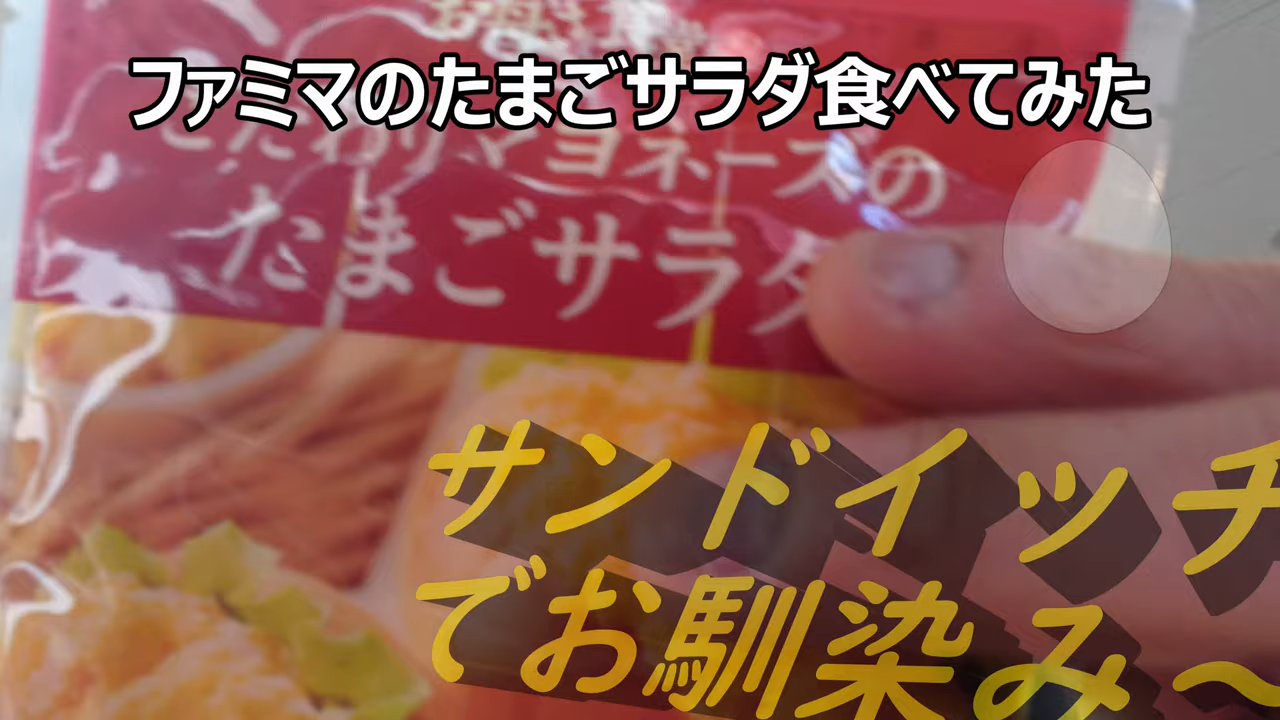 ファミマのたまごサラダ食べてみた
こだわりマヨネーズの
たまごサラダ
サンドイッチ
でお馴染み～